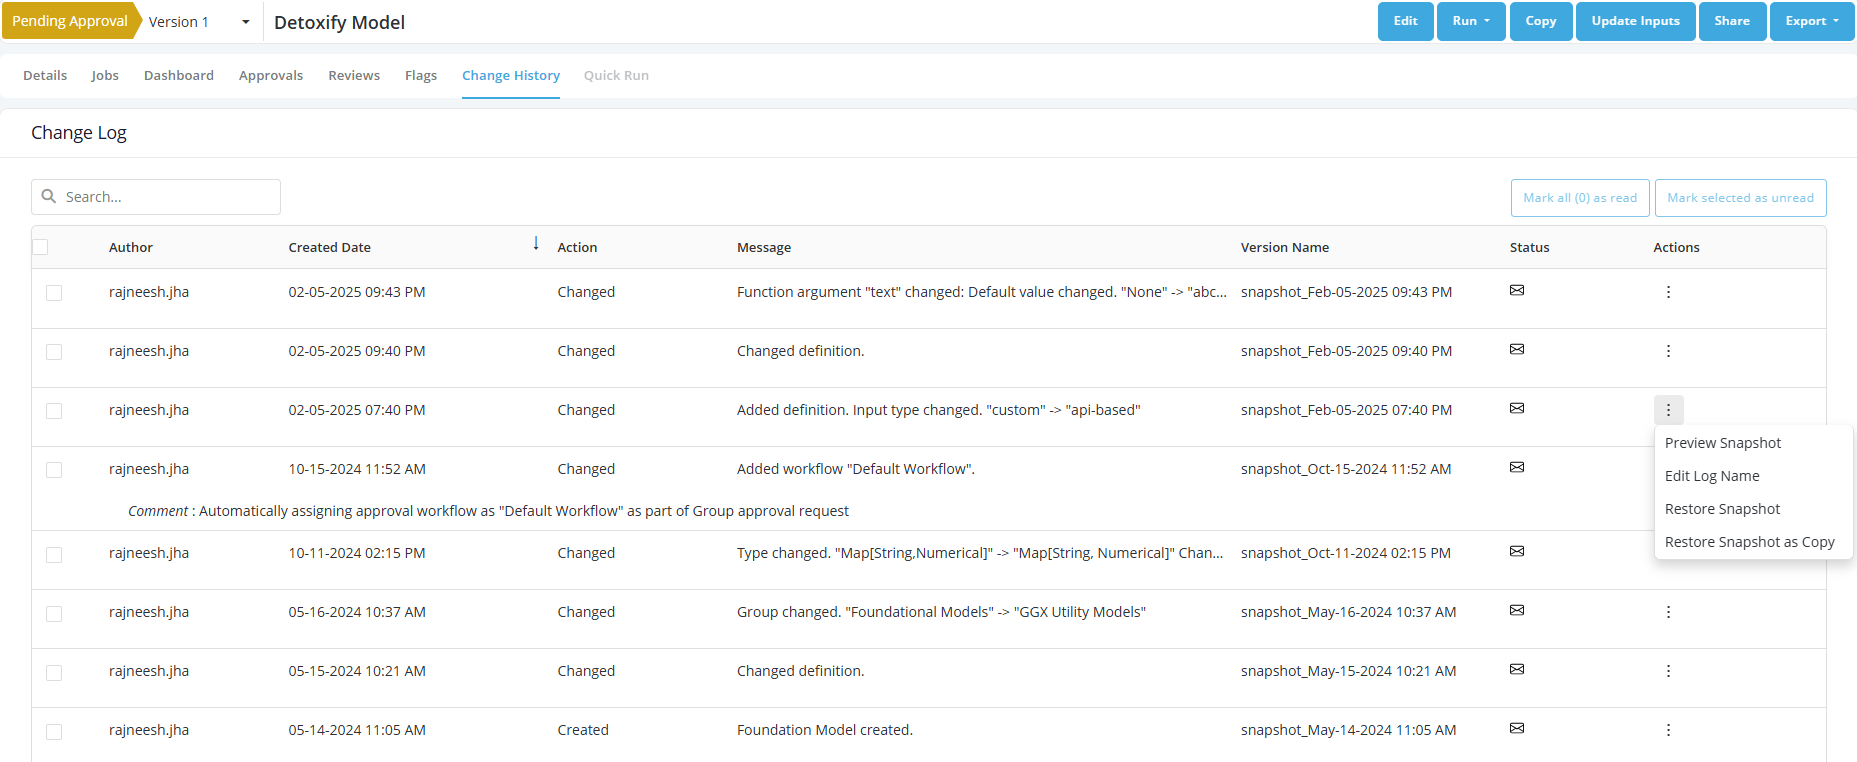 Pending Approval Version 1 Detoxify Model Edit Run Copy Update Inputs Share Export
Details Jobs Dashboard Approvals Reviews Flags Change History Quick Run
Change Log
Search... Mark all (0) as read Mark selected as unread
Author Created Date Action Message Version Name Status Actions
rajneesh.jha 02-05-2025 09:43 PM Changed Function argument "text" changed: Default value changed. "None" -> "abc... snapshot_Feb-05-2025 09:43 PM
rajneesh.jha 02-05-2025 09:40 PM Changed Changed definition. snapshot_Feb-05-2025 09:40 PM
rajneesh.jha 02-05-2025 07:40 PM Changed Added definition. Input type changed. "custom" -> "api-based" snapshot_Feb-05-2025 07:40 PM
Preview Snapshot
rajneesh.jha 10-15-2024 11:52 AM Changed Added workflow "Default Workflow". snapshot_Oct-15-2024 11:52 AM
Edit Log Name
Comment : Automatically assigning approval workflow as "Default Workflow" as part of Group approval request
Restore Snapshot
Restore Snapshot as Copy
rajneesh.jha 10-11-2024 02:15 PM Changed Type changed. "Map[String,Numerical]" -> "Map[String, Numerical]" Chan... snapshot_Oct-11-2024 02:15 PM
rajneesh.jha 05-16-2024 10:37 AM Changed Group changed. "Foundational Models" -> "GGX Utility Models" snapshot_May-16-2024 10:37 AM
rajneesh.jha 05-15-2024 10:21 AM Changed Changed definition. snapshot_May-15-2024 10:21 AM
rajneesh.jha 05-14-2024 11:05 AM Created Foundation Model created. snapshot_May-14-2024 11:05 AM